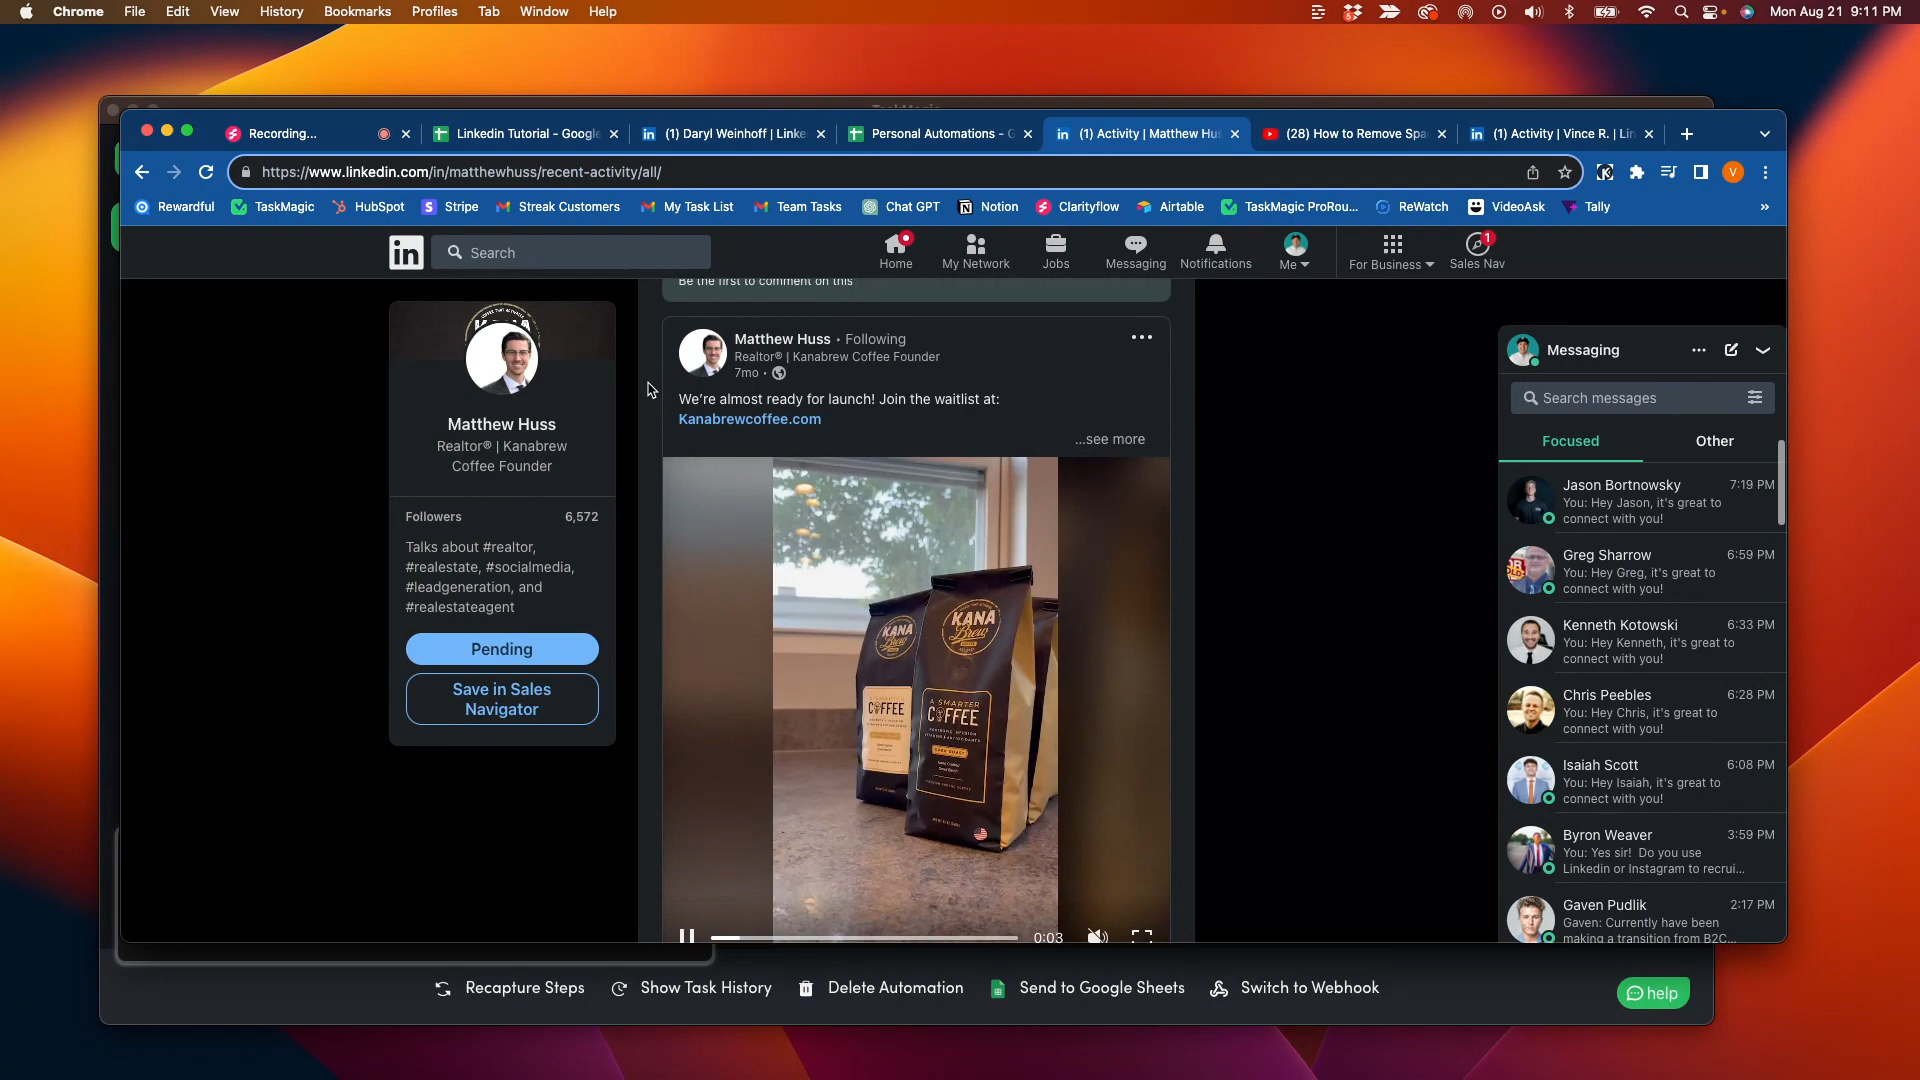 Chrome File Edit View History Bookmarks Profiles Tab Window Help
Mon Aug 21 9:11 PM
Recording...
Linkedin Tutorial - Google
(1) Daryl Weinhoff | Linke
Personal Automations - G
(1) Activity | Matthew Hus
(28) How to Remove Spa
(1) Activity | Vince R. | Lin
https://www.linkedin.com/in/matthewhuss/recent-activity/all/
V
Rewardful TaskMagic HubSpot Stripe Streak Customers My Task List Team Tasks Chat GPT Notion Clarityflow Airtable TaskMagic ProRou... ReWatch VideoAsk Tally »
in
Search
Home
My Network
Jobs
Messaging
Notifications
Me
For Business
1
Sales Nav
Be the first to comment on this
Matthew Huss
Realtor® | Kanabrew
Coffee Founder
Followers 6,572
Talks about #realtor,
#realestate, #socialmedia,
#leadgeneration, and
#realestateagent
Pending
Save in Sales
Navigator
Matthew Huss • Following
Realtor® | Kanabrew Coffee Founder
7mo •
We're almost ready for launch! Join the waitlist at:
Kanabrewcoffee.com
...see more
KANA
Brew
COFFEE
KANA
Brew
A SMARTER
COFFEE
DARK ROAST
0:03
Messaging
Search messages
Focused Other
Jason Bortnowsky 7:19 PM
You: Hey Jason, it's great to
connect with you!
Greg Sharrow 6:59 PM
You: Hey Greg, it's great to
connect with you!
Kenneth Kotowski 6:33 PM
You: Hey Kenneth, it's great to
connect with you!
Chris Peebles 6:28 PM
You: Hey Chris, it's great to
connect with you!
Isaiah Scott 6:08 PM
You: Hey Isaiah, it's great to
connect with you!
Byron Weaver 3:59 PM
You: Yes sir! Do you use
Linkedin or Instagram to recrui...
Gaven Pudlik 2:17 PM
Gaven: Currently have been
making a transition from B2C...
Recapture Steps Show Task History Delete Automation Send to Google Sheets Switch to Webhook
help